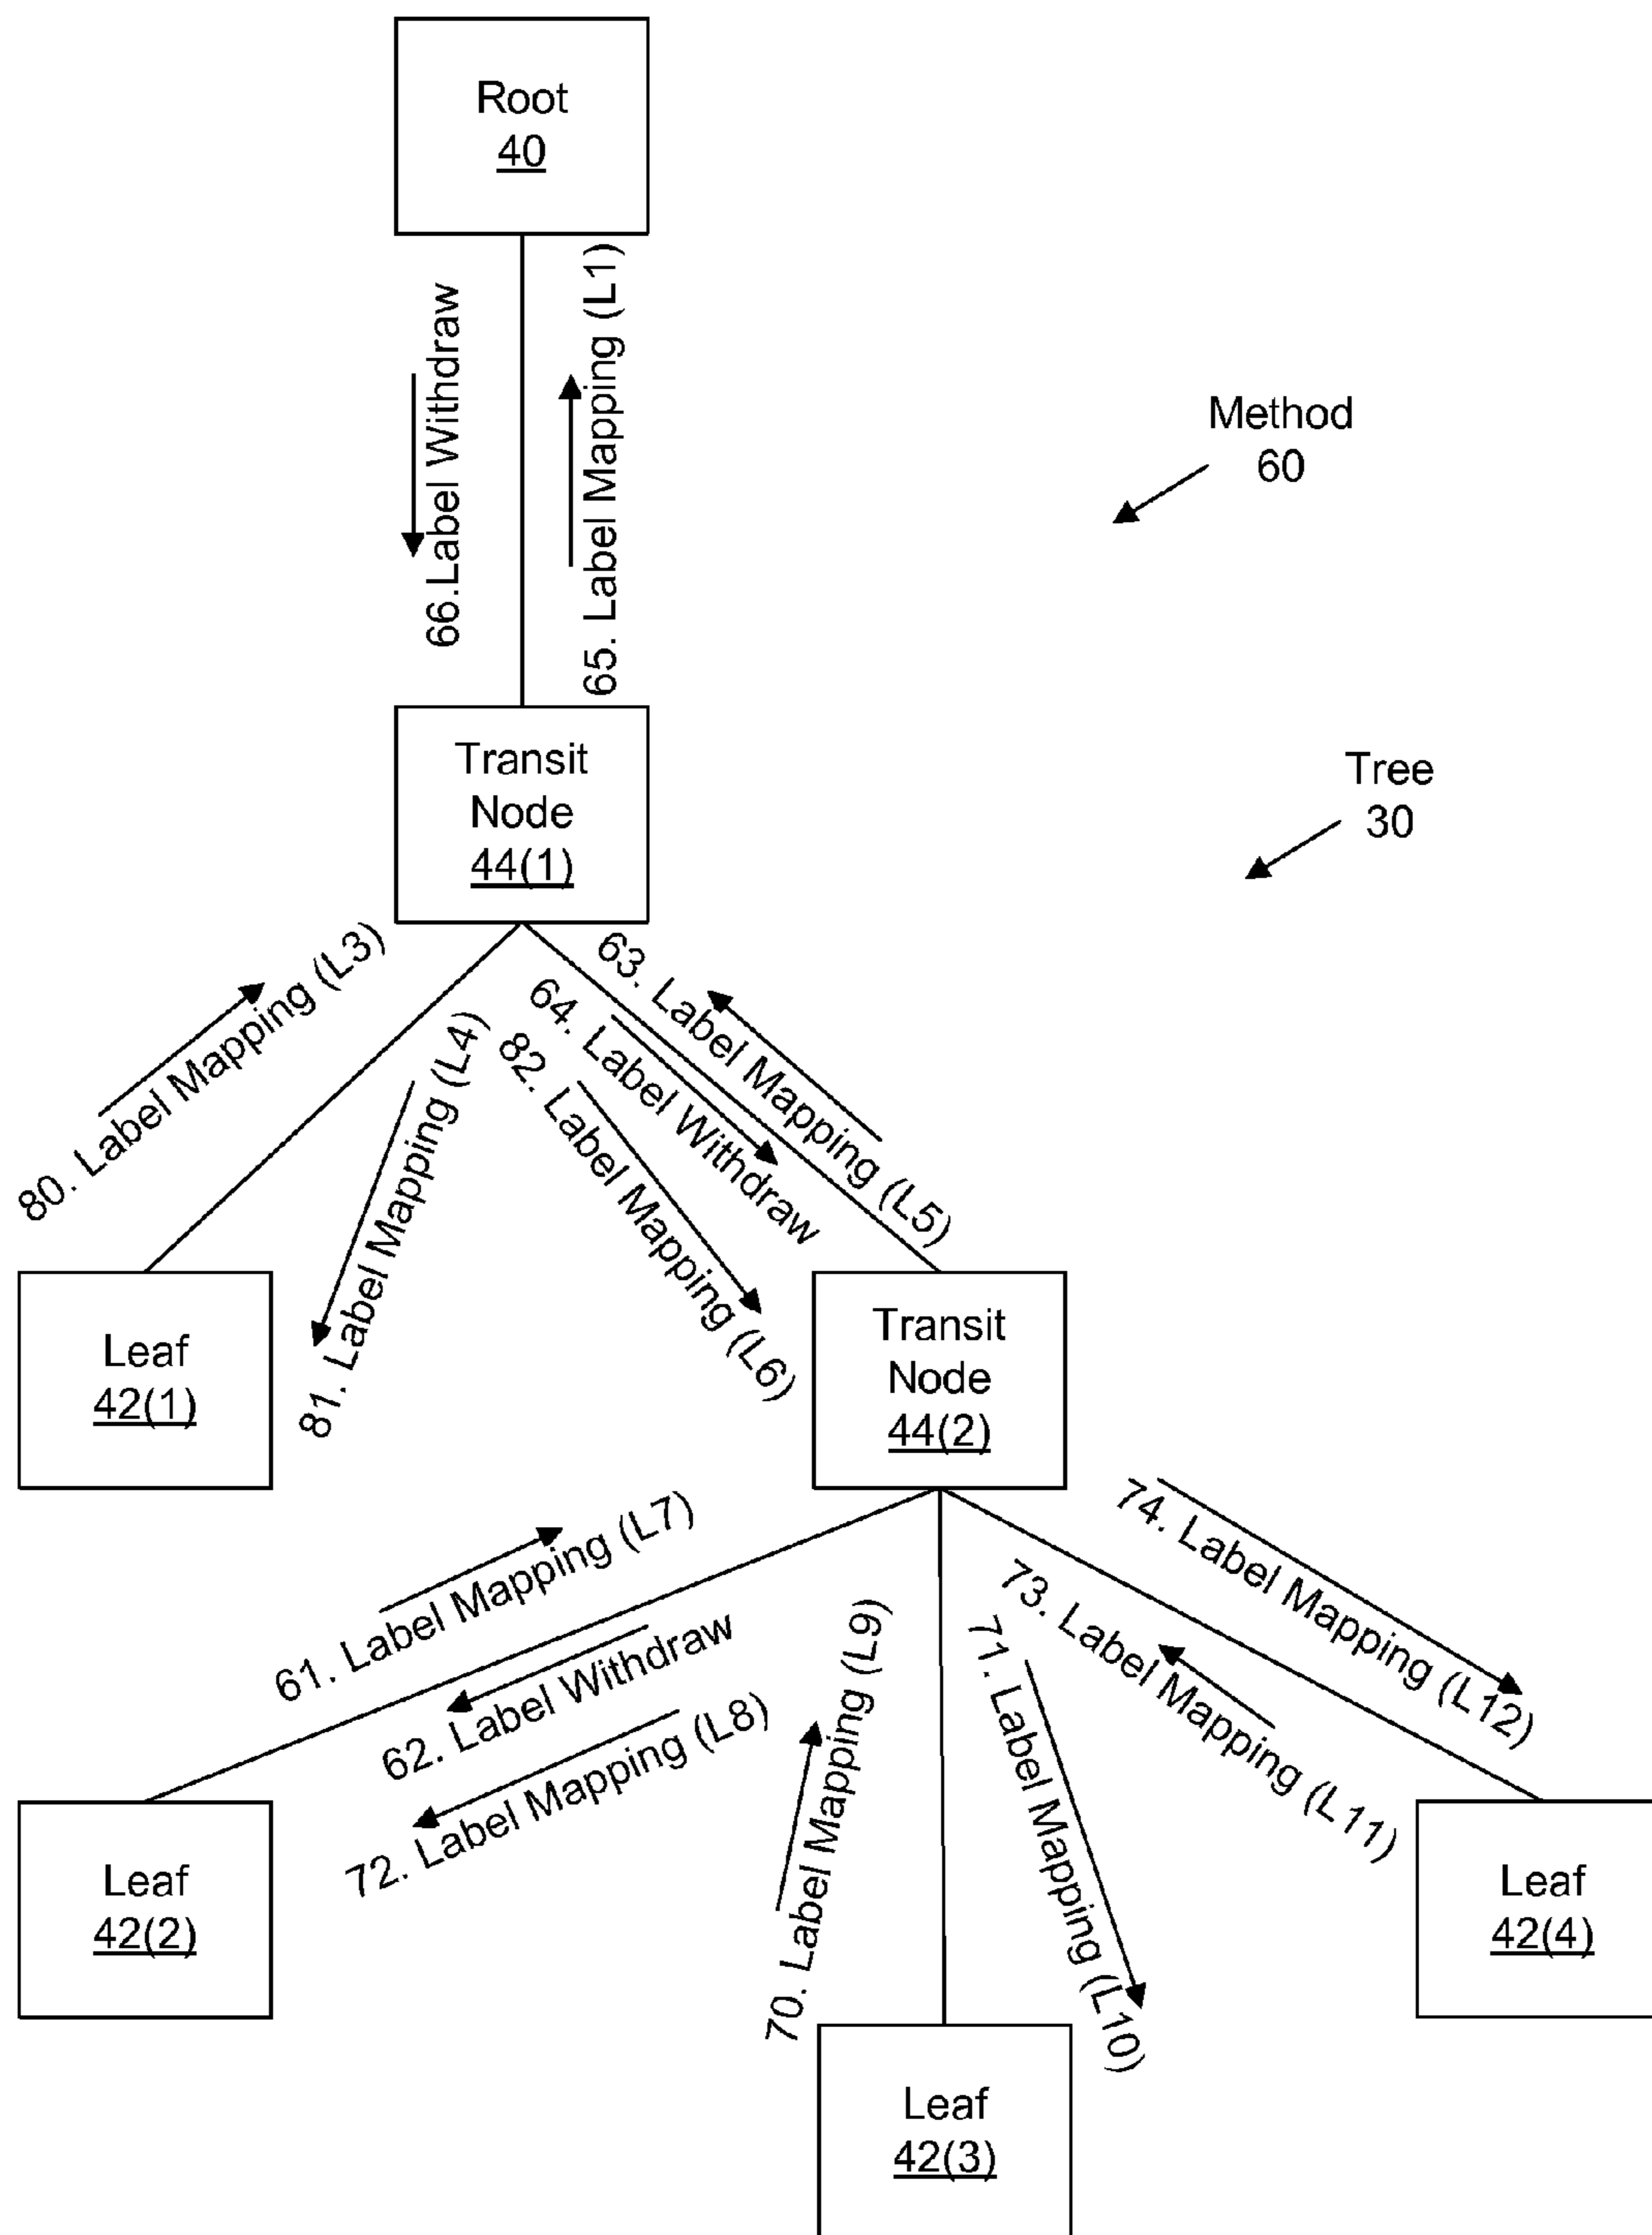 Root
40
66.Label Withdraw
65. Label Mapping (L1)
Method
60
Transit
Node
44(1)
Tree
30
80. Label Mapping (L3)
81. Label Mapping (L4)
82. Label Mapping (L6)
64. Label Withdraw
63. Label Mapping (L5)
Leaf
42(1)
Transit
Node
44(2)
61. Label Mapping (L7)
62. Label Withdraw
72. Label Mapping (L8)
70. Label Mapping (L9)
71. Label Mapping (L10)
73. Label Mapping (L11)
74. Label Mapping (L12)
Leaf
42(2)
Leaf
42(3)
Leaf
42(4)